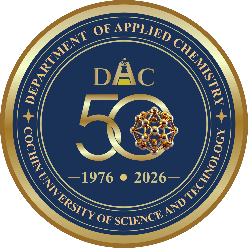 DEPARTMENT OF APPLIED CHEMISTRY
DAC
50
1976 • 2026
COCHIN UNIVERSITY OF SCIENCE AND TECHNOLOGY